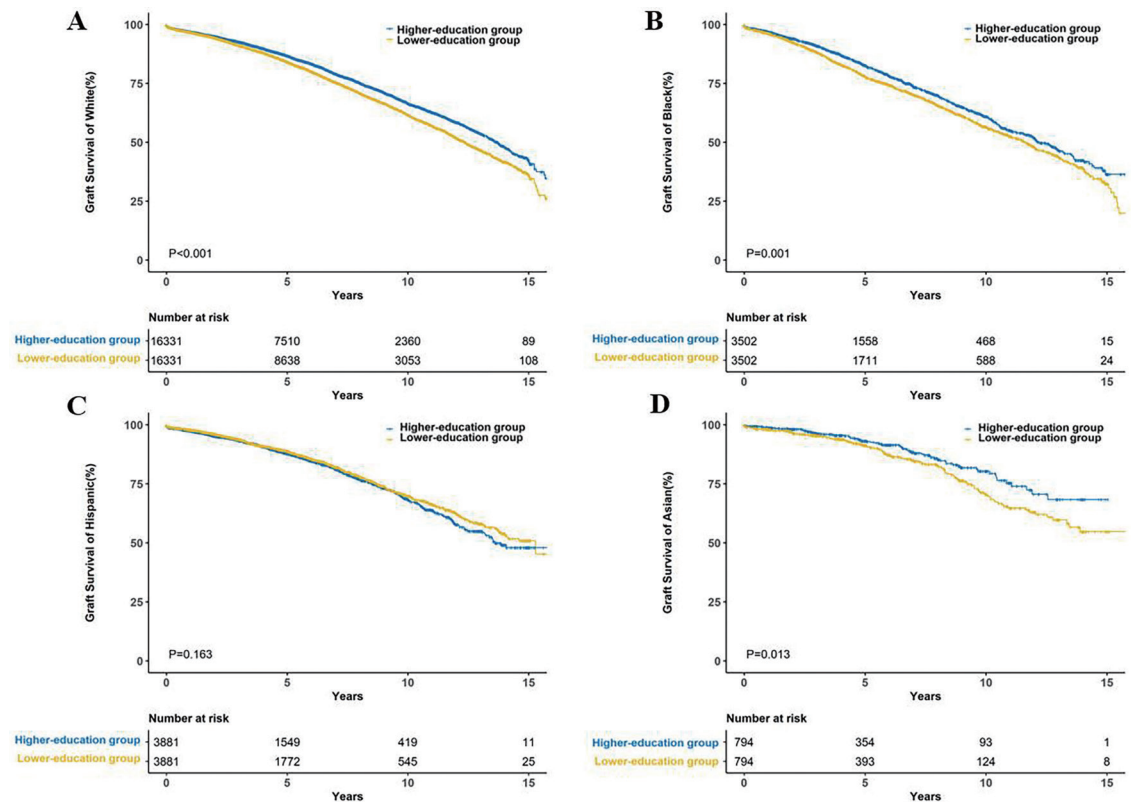 A
Graft Survival of White(%)
100
75
50
25
0
Higher-education group
Lower-education group
P<0.001
0 5 10 15
Years
Number at risk
Higher-education group 16331 7510 2360 89
Lower-education group 16331 8638 3053 108
0 5 10 15
Years
B
Graft Survival of Black(%)
100
75
50
25
0
Higher-education group
Lower-education group
P=0.001
0 5 10 15
Years
Number at risk
Higher-education group 3502 1558 468 15
Lower-education group 3502 1711 588 24
0 5 10 15
Years
C
Graft Survival of Hispanic(%)
100
75
50
25
0
Higher-education group
Lower-education group
P=0.163
0 5 10 15
Years
Number at risk
Higher-education group 3881 1549 419 11
Lower-education group 3881 1772 545 25
0 5 10 15
Years
D
Graft Survival of Asian(%)
100
75
50
25
0
Higher-education group
Lower-education group
P=0.013
0 5 10 15
Years
Number at risk
Higher-education group 794 354 93 1
Lower-education group 794 393 124 8
0 5 10 15
Years